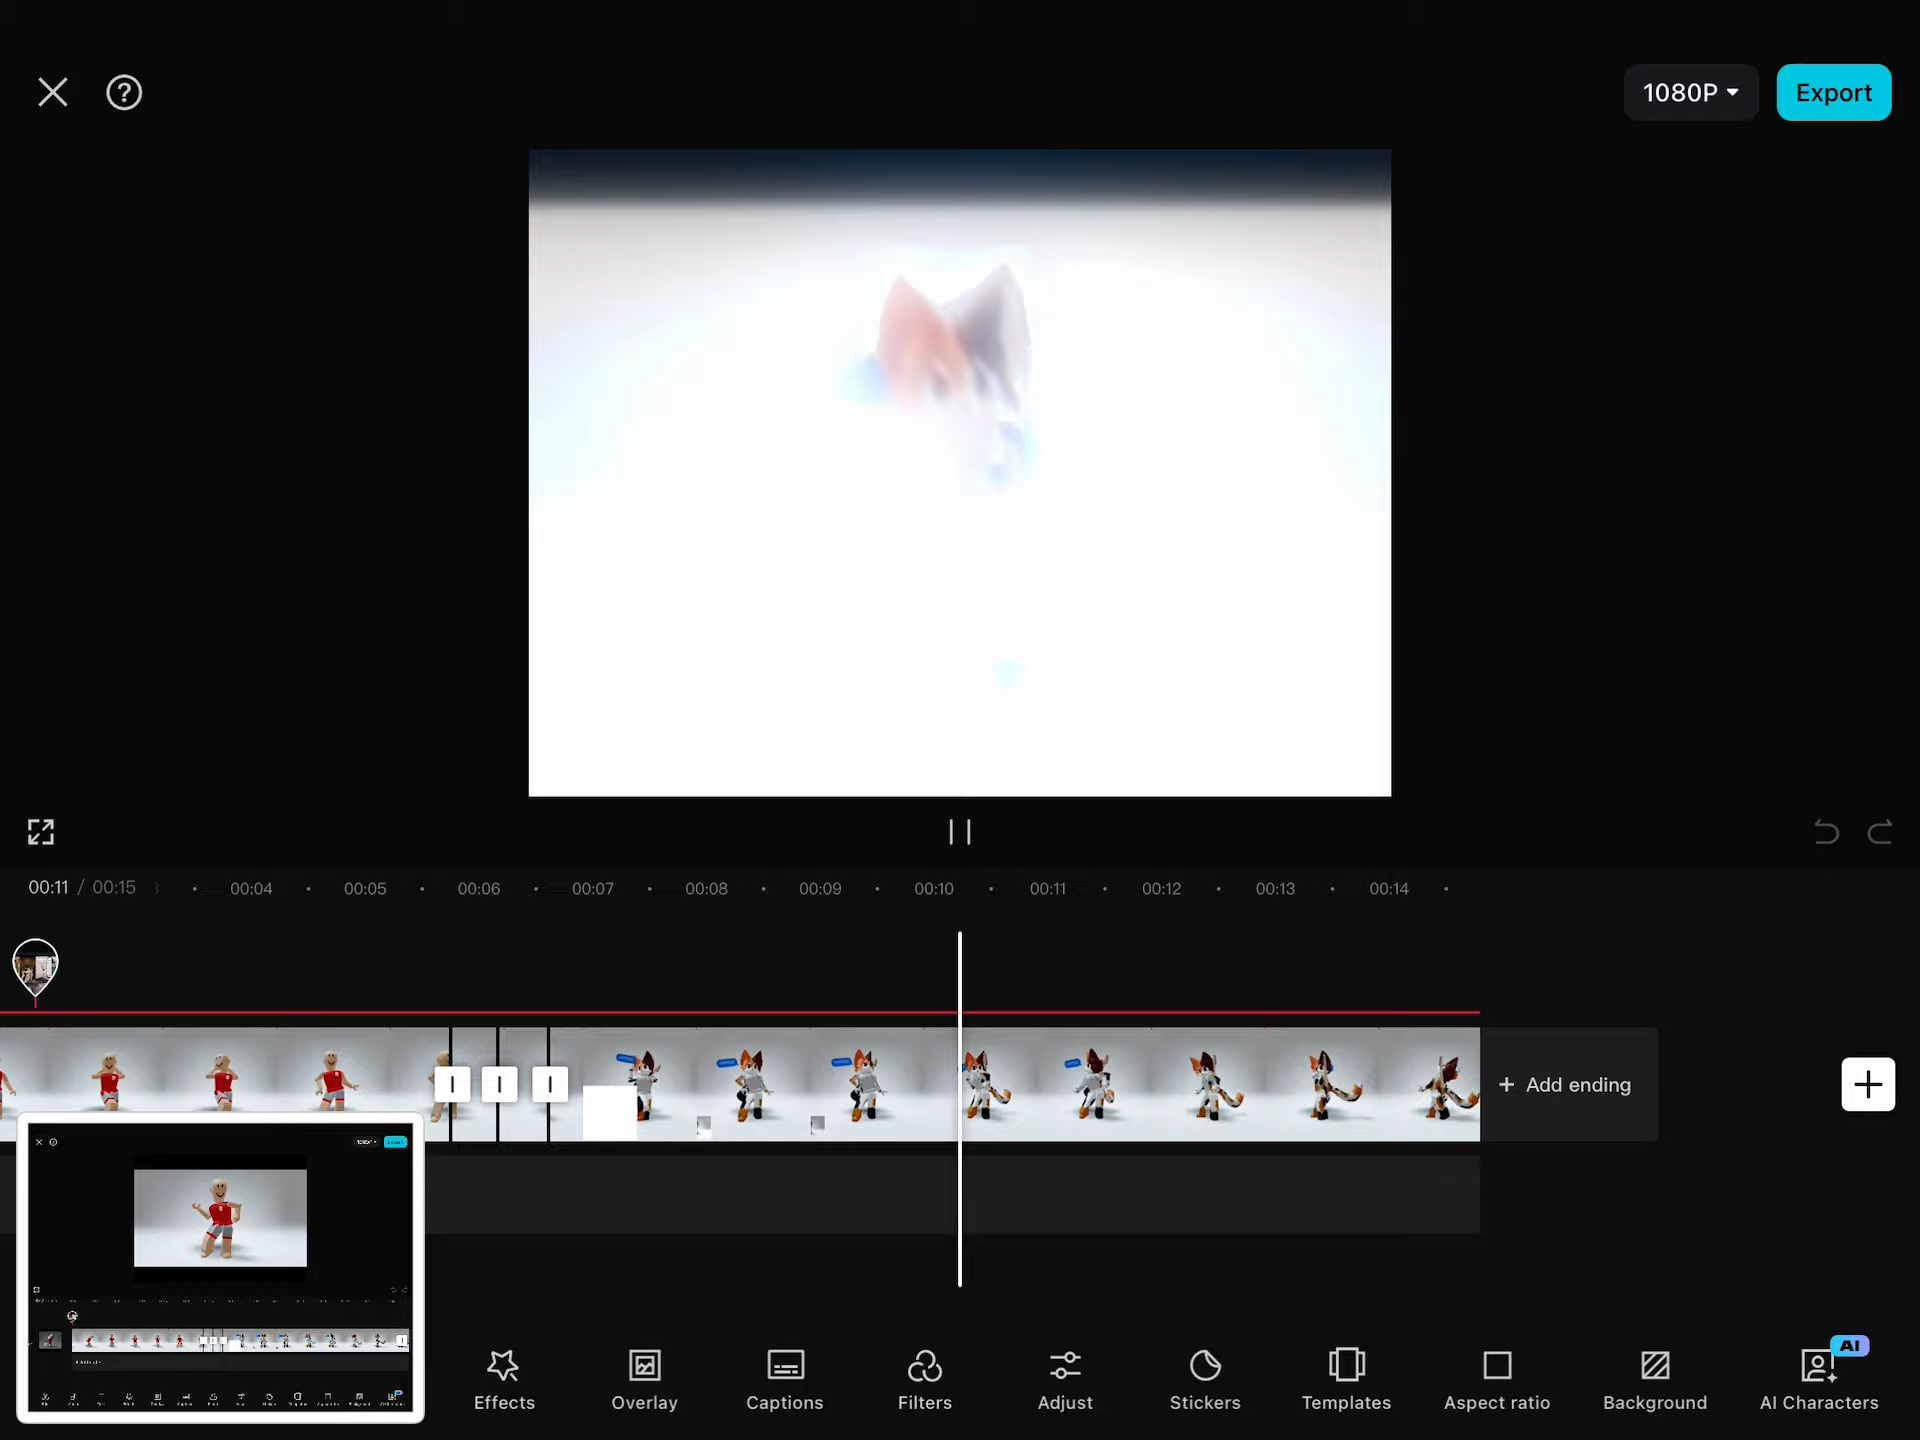 1080P
Export
00:11 / 00:15
00:04
00:05
00:06
00:07
00:08
00:09
00:10
00:11
00:12
00:13
00:14
+ Add ending
Effects
Overlay
Captions
Filters
Adjust
Stickers
Templates
Aspect ratio
Background
AI
AI Characters